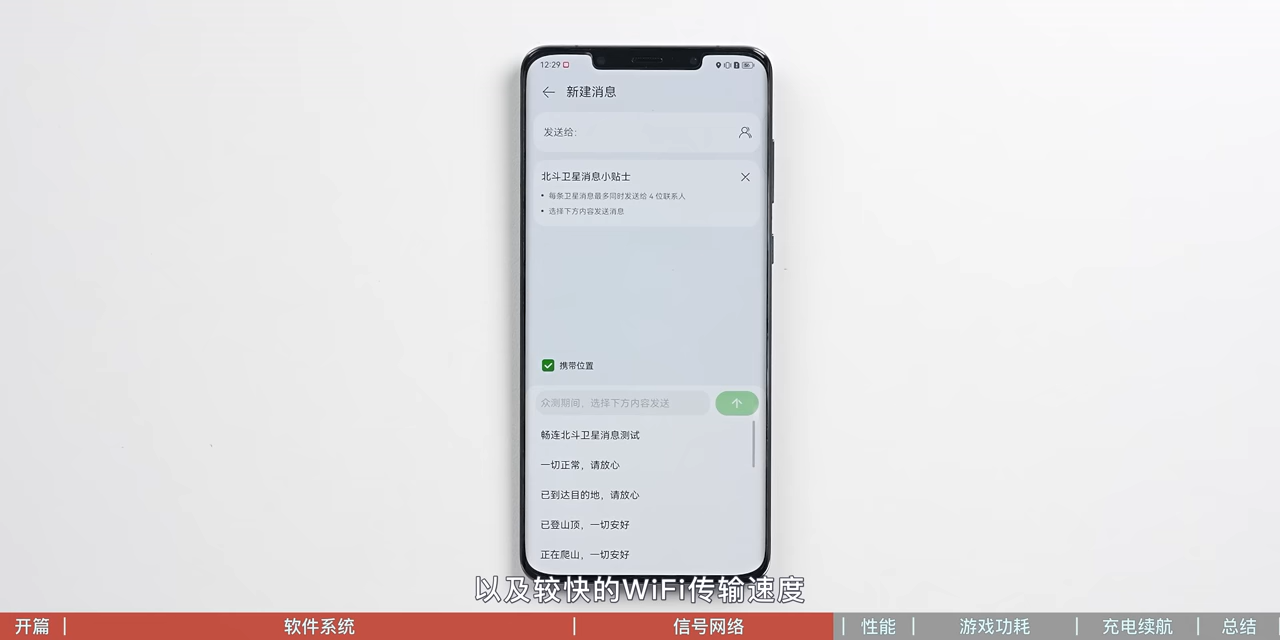 12:29
新建消息
发送给:
北斗卫星消息小贴士
• 每条卫星消息最多同时发送给 4 位联系人
• 选择下方内容发送消息
携带位置
众测期间，选择下方内容发送
畅连北斗卫星消息测试
一切正常，请放心
已到达目的地，请放心
已登山顶，一切安好
正在爬山，一切安好
以及较快的WiFi传输速度
开篇 | 软件系统 | 信号网络 | 性能 | 游戏功耗 | 充电续航 | 总结